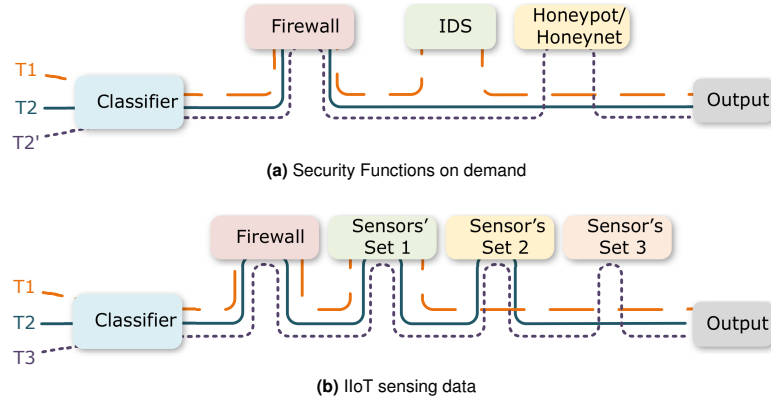 Firewall
IDS
Honeypot/
Honeynet
T1
T2
T2'
Classifier
Output
(a) Security Functions on demand
Firewall
Sensors'
Set 1
Sensor's
Set 2
Sensor's
Set 3
T1
T2
T3
Classifier
Output
(b) IIoT sensing data